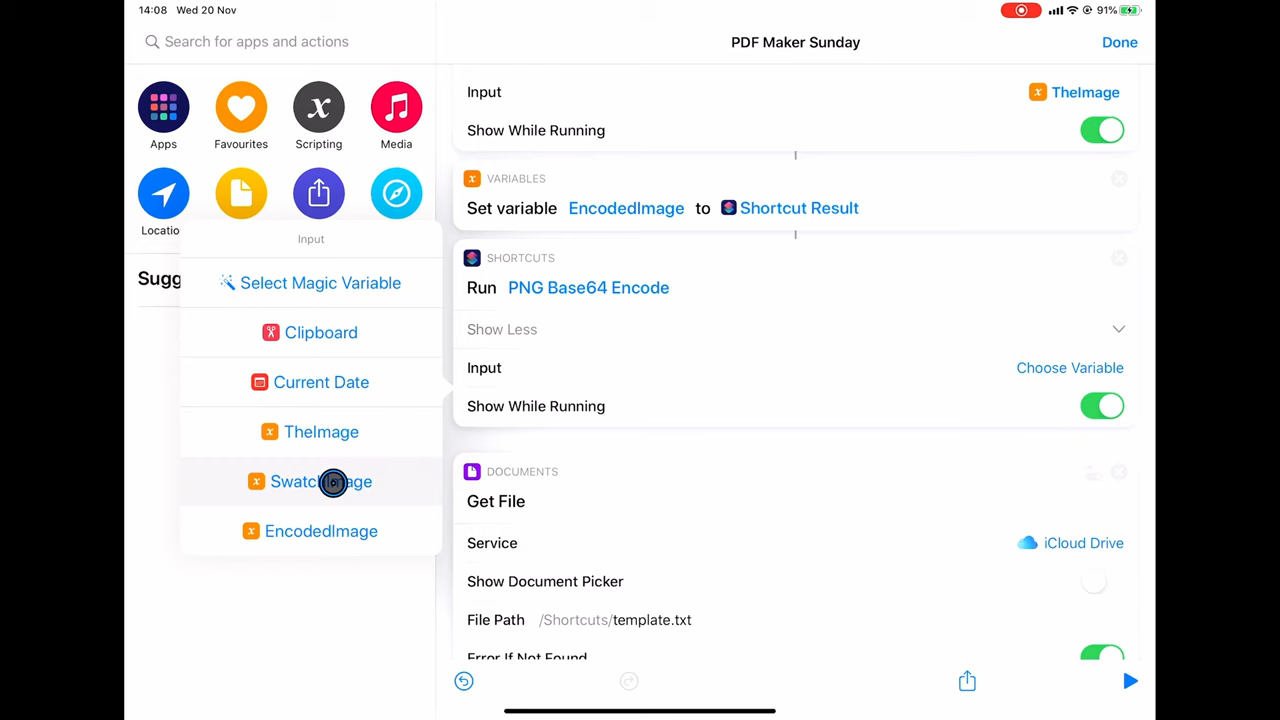 14:08 Wed 20 Nov
91%
Search for apps and actions
PDF Maker Sunday
Done
Apps
Favourites
Scripting
Media
Input
TheImage
Show While Running
VARIABLES
Set variable EncodedImage to Shortcut Result
Locatio
Sugg
Input
Select Magic Variable
Clipboard
Current Date
TheImage
SwatchImage
EncodedImage
SHORTCUTS
Run PNG Base64 Encode
Show Less
Input
Choose Variable
Show While Running
DOCUMENTS
Get File
Service
iCloud Drive
Show Document Picker
File Path /Shortcuts/template.txt
Error If Not Found